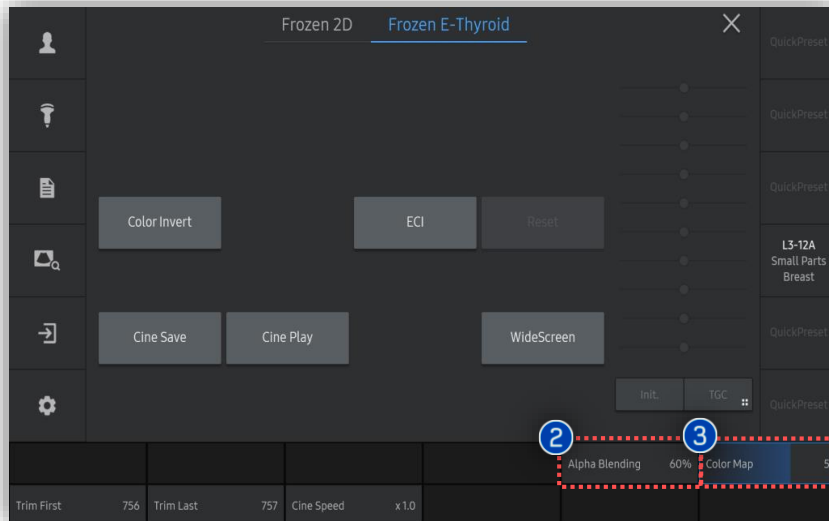 Frozen 2D Frozen E-Thyroid
QuickPreset
QuickPreset
QuickPreset
Color Invert ECI Reset
L3-12A
Small Parts
Breast
Cine Save Cine Play WideScreen
QuickPreset
Init. TGC
QuickPreset
2 3
Alpha Blending 60% Color Map 5
Trim First 756 Trim Last 757 Cine Speed x 1.0